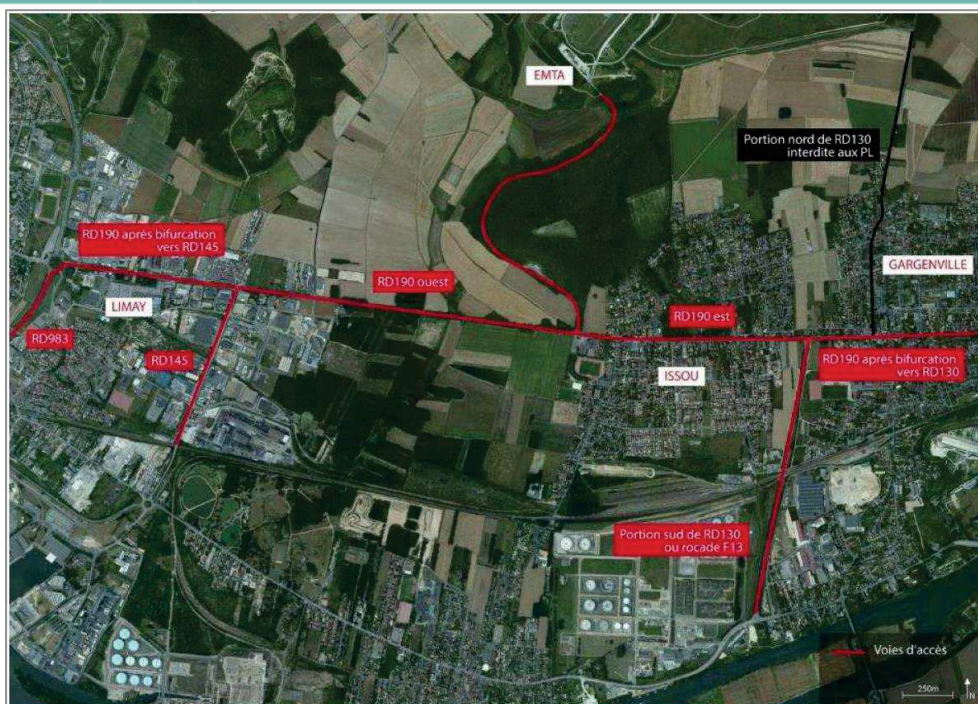 EMTA
Portion nord de RD130
interdite aux PL
RD190 après bifurcation
vers RD145
GARGENVILLE
RD190 ouest
LIMAY
RD190 est
RD983
RD145
ISSOU
RD190 après bifurcation
vers RD130
Portion sud de RD130
ou rocade F13
Voies d'accès
250m
N